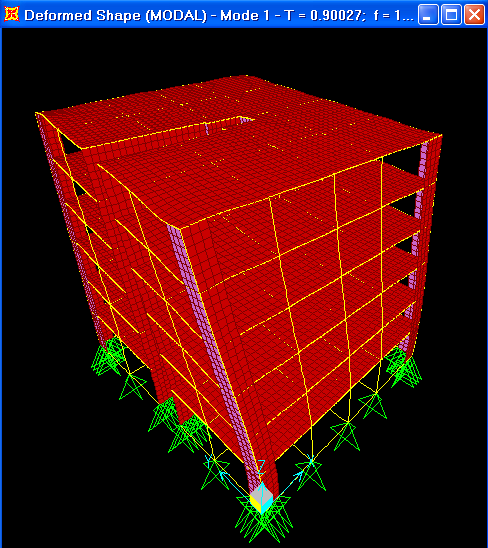 Deformed Shape (MODAL) - Mode 1 - T = 0.90027;  f = 1...
Z